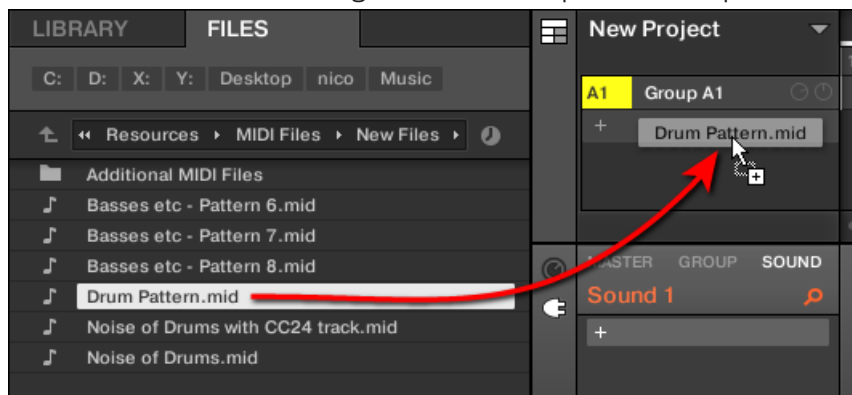 LIBRARY FILES
C: D: X: Y: Desktop nico Music
Resources MIDI Files New Files
Additional MIDI Files
Basses etc - Pattern 6.mid
Basses etc - Pattern 7.mid
Basses etc - Pattern 8.mid
Drum Pattern.mid
Noise of Drums with CC24 track.mid
Noise of Drums.mid
New Project
A1 Group A1
+ Drum Pattern.mid
MASTER GROUP SOUND
Sound 1
+